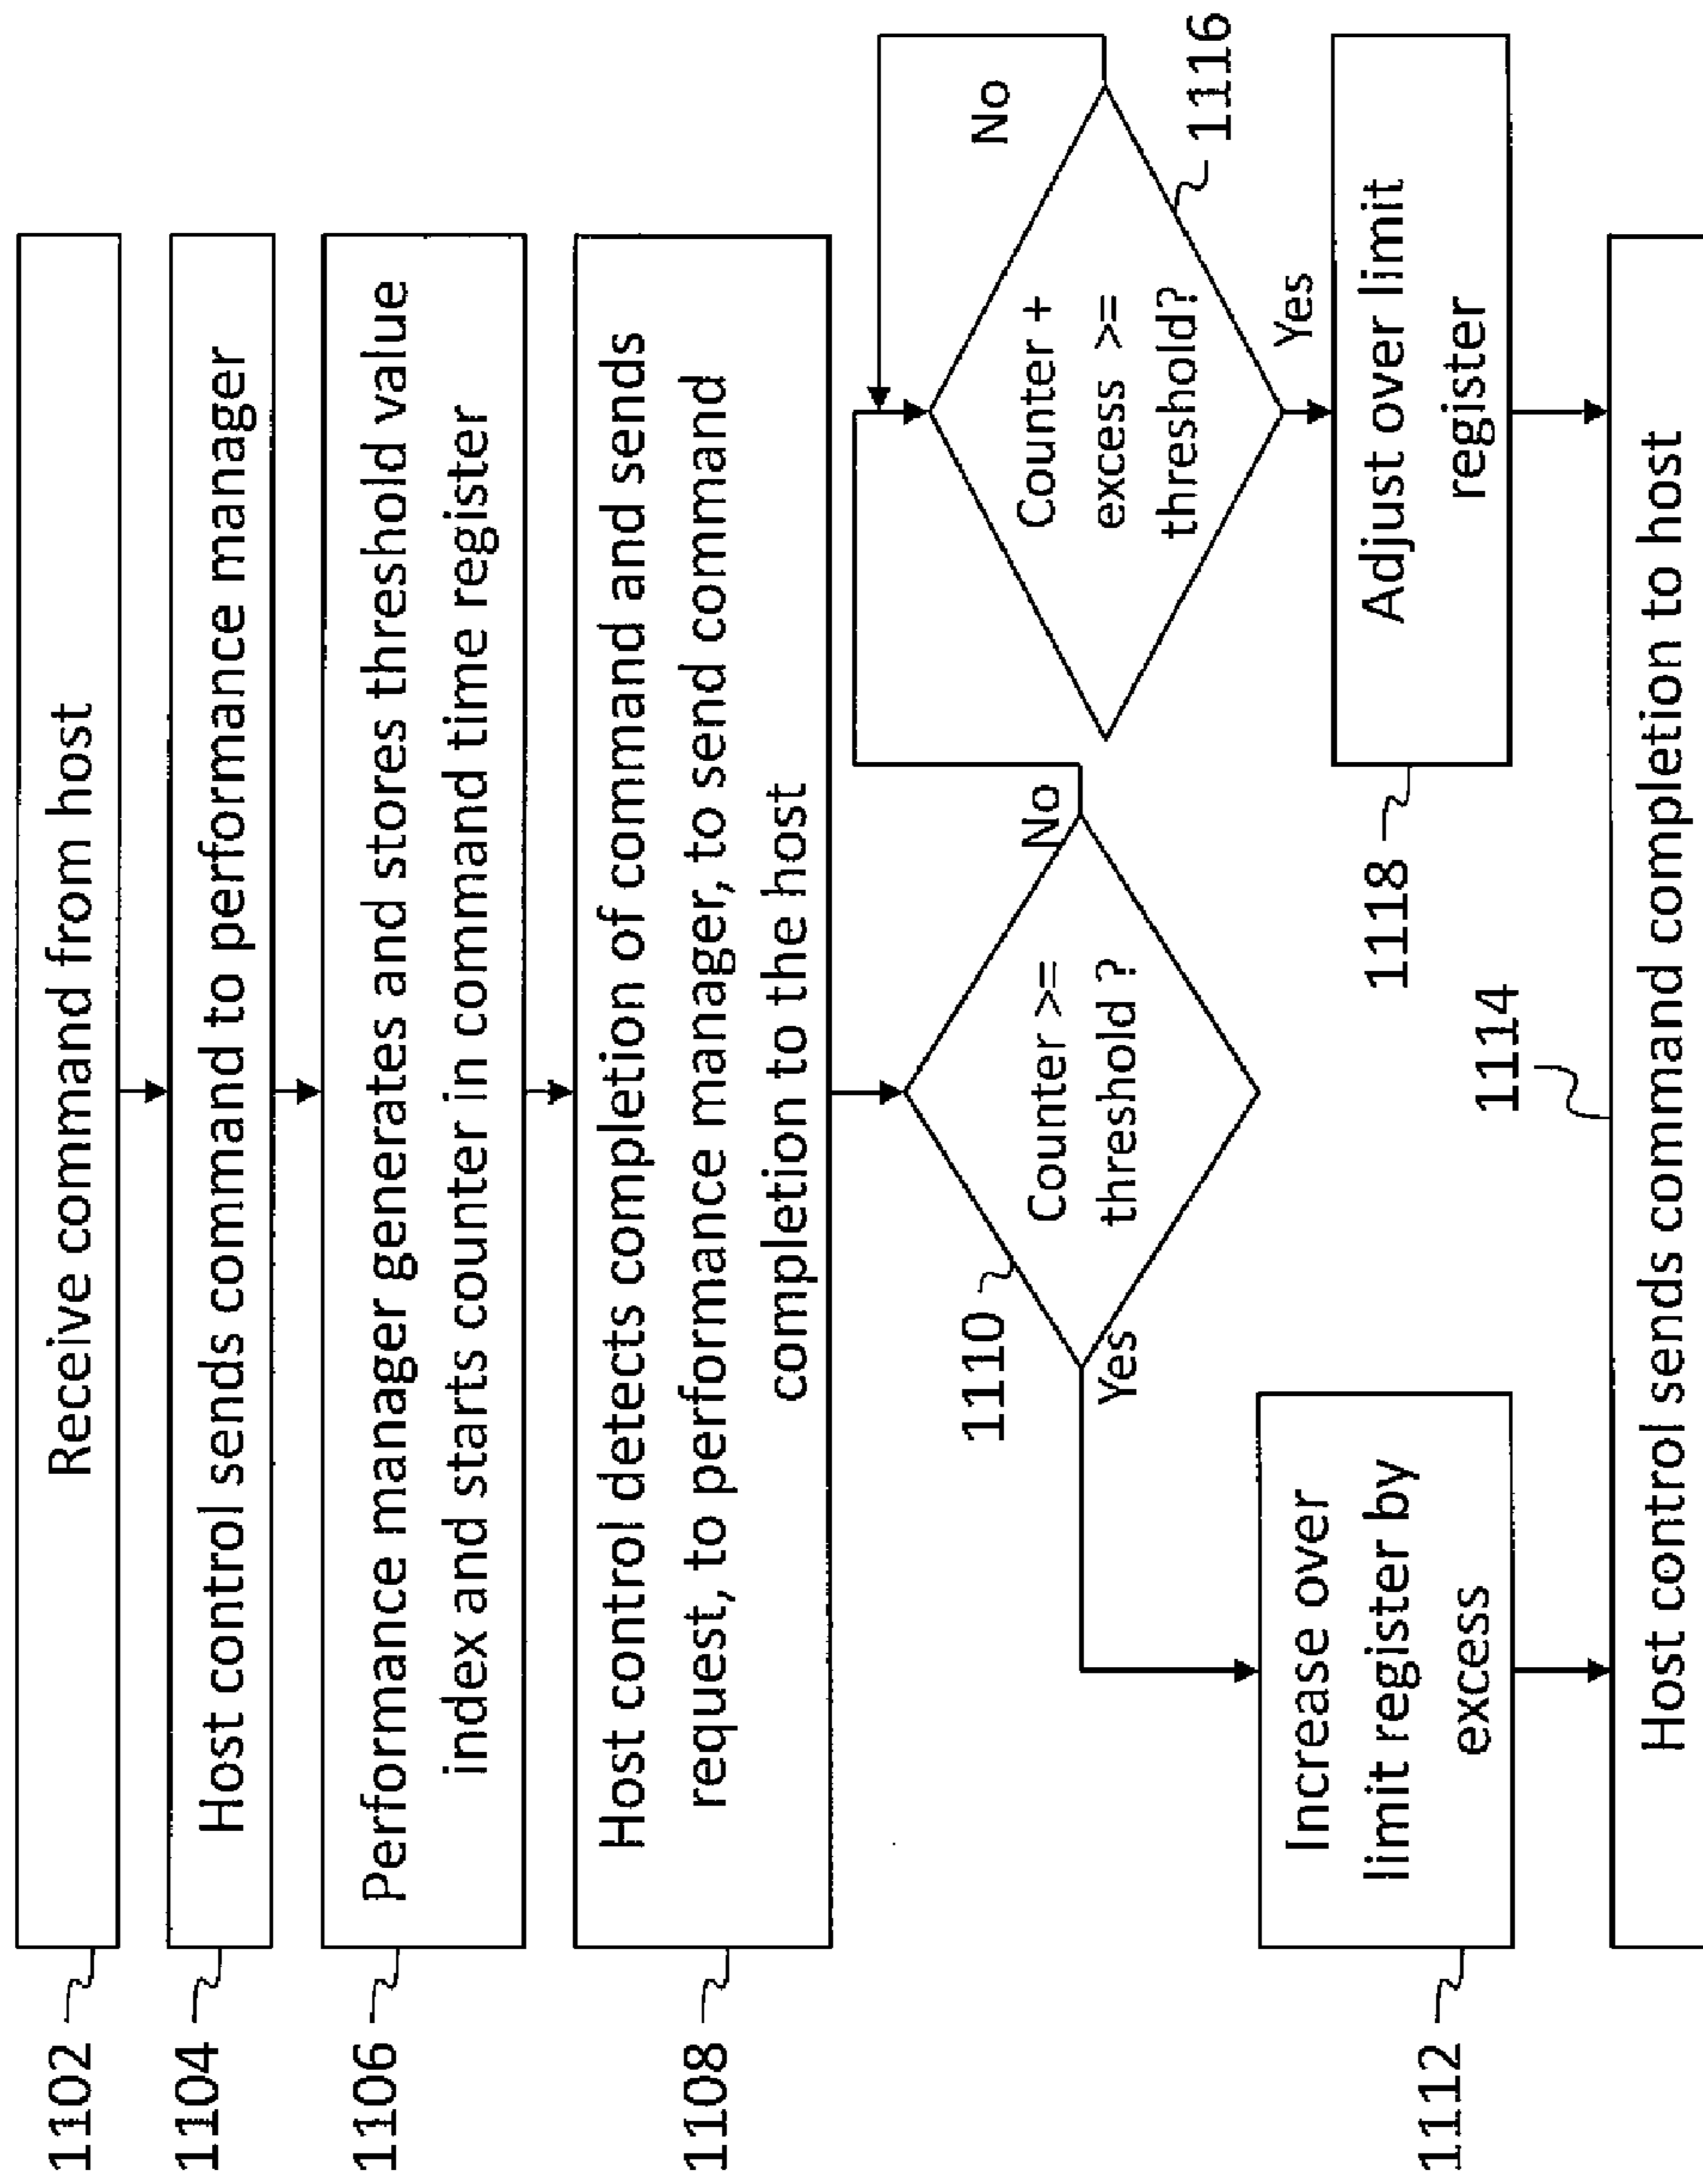 1102
Receive command from host
1104
Host control sends command to performance manager
1106
Performance manager generates and stores threshold value
index and starts counter in command time register
1108
Host control detects completion of command and sends
request, to performance manager, to send command
completion to the host
1110
Counter >=
threshold ?
Yes
No
1112
Increase over
limit register by
excess
Counter +
excess >=
threshold?
1116
No
Yes
1118
Adjust over limit
register
1114
Host control sends command completion to host